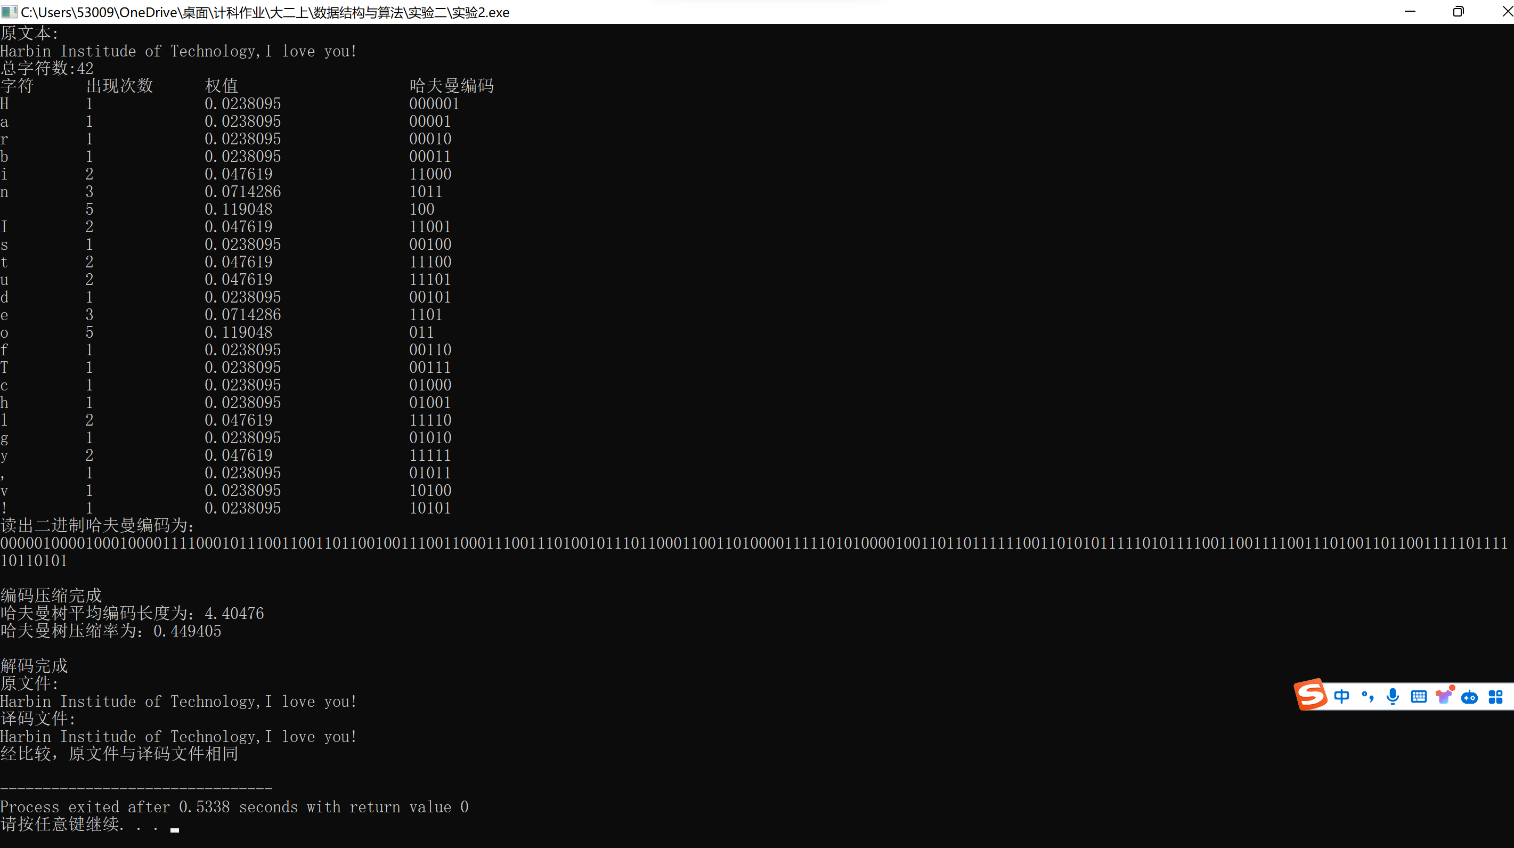 C:\Users\53009\OneDrive\桌面\计科作业\大二上\数据结构与算法\实验二\实验2.exe
原文本:
Harbin Institude of Technology,I love you!
总字符数:42
字符 出现次数 权值 哈夫曼编码
H 1 0.0238095 000001
a 1 0.0238095 00001
r 1 0.0238095 00010
b 1 0.0238095 00011
i 2 0.047619 11000
n 3 0.0714286 1011
5 0.119048 100
I 2 0.047619 11001
s 1 0.0238095 00100
t 2 0.047619 11100
u 2 0.047619 11101
d 1 0.0238095 00101
e 3 0.0714286 1101
o 5 0.119048 011
f 1 0.0238095 00110
T 1 0.0238095 00111
c 1 0.0238095 01000
h 1 0.0238095 01001
l 2 0.047619 11110
g 1 0.0238095 01010
y 2 0.047619 11111
, 1 0.0238095 01011
v 1 0.0238095 10100
! 1 0.0238095 10101
读出二进制哈夫曼编码为:
000001000010001000011110001011100110011011001001110011000111001110100101110110001100110100001111101010000100110110111111001101010111110101111001100111100111010011011001111101111
10110101
编码压缩完成
哈夫曼树平均编码长度为: 4.40476
哈夫曼树压缩率为: 0.449405
解码完成
原文件:
Harbin Institude of Technology,I love you!
译码文件:
Harbin Institude of Technology,I love you!
经比较，原文件与译码文件相同
--------------------------------
Process exited after 0.5338 seconds with return value 0
请按任意键继续. . .
S 中